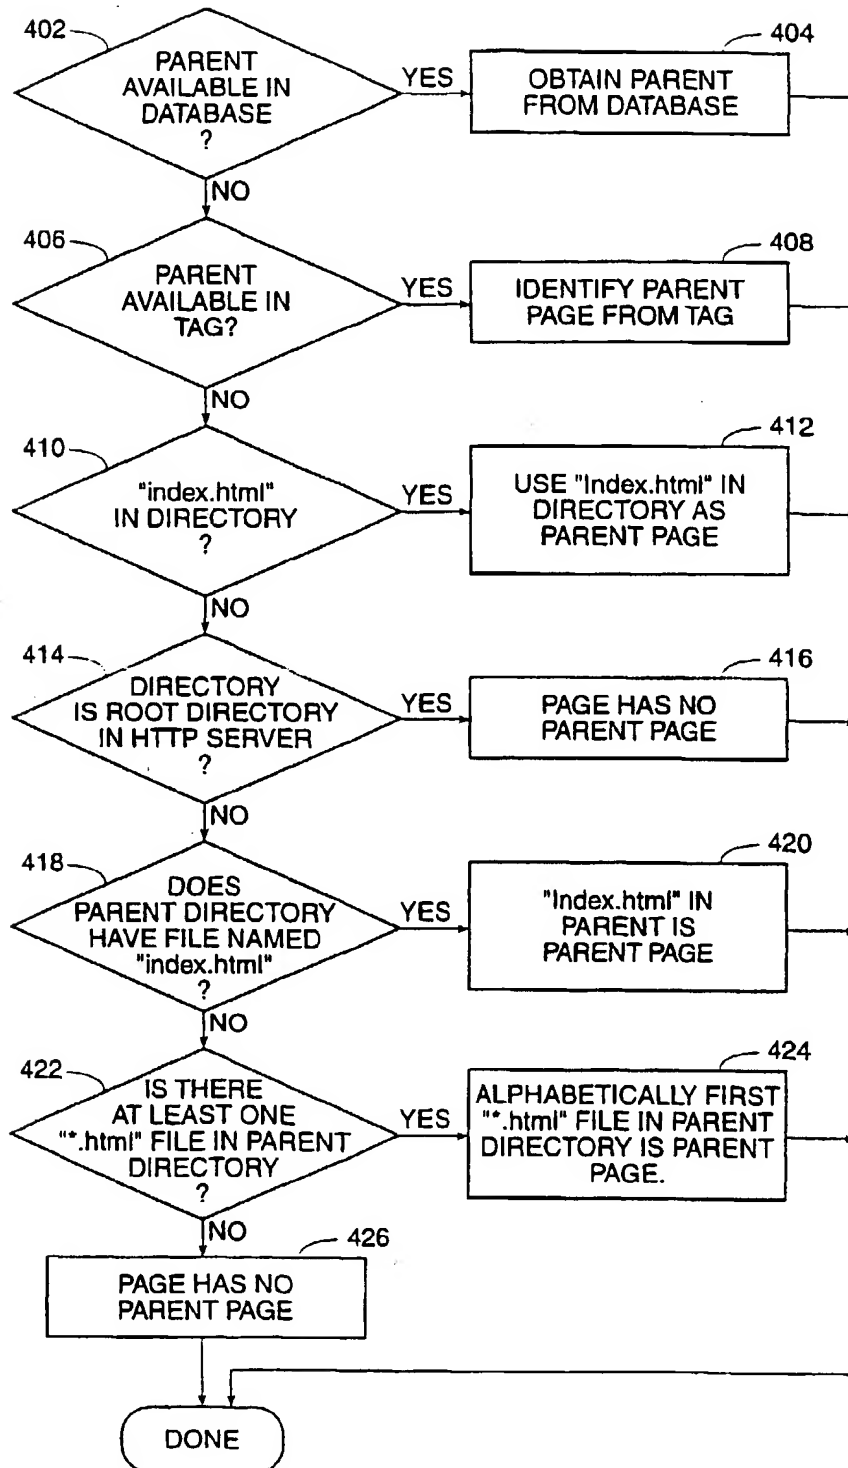 402
PARENT
AVAILABLE IN
DATABASE
?
YES
404
OBTAIN PARENT
FROM DATABASE
NO
406
PARENT
AVAILABLE IN
TAG?
YES
408
IDENTIFY PARENT
PAGE FROM TAG
NO
410
"index.html"
IN DIRECTORY
?
YES
412
USE "Index.html" IN
DIRECTORY AS
PARENT PAGE
NO
414
DIRECTORY
IS ROOT DIRECTORY
IN HTTP SERVER
?
YES
416
PAGE HAS NO
PARENT PAGE
NO
418
DOES
PARENT DIRECTORY
HAVE FILE NAMED
"index.html"
?
YES
420
"Index.html" IN
PARENT IS
PARENT PAGE
NO
422
IS THERE
AT LEAST ONE
"*.html" FILE IN PARENT
DIRECTORY
?
YES
424
ALPHABETICALLY FIRST
"*.html" FILE IN PARENT
DIRECTORY IS PARENT
PAGE.
NO
426
PAGE HAS NO
PARENT PAGE
DONE